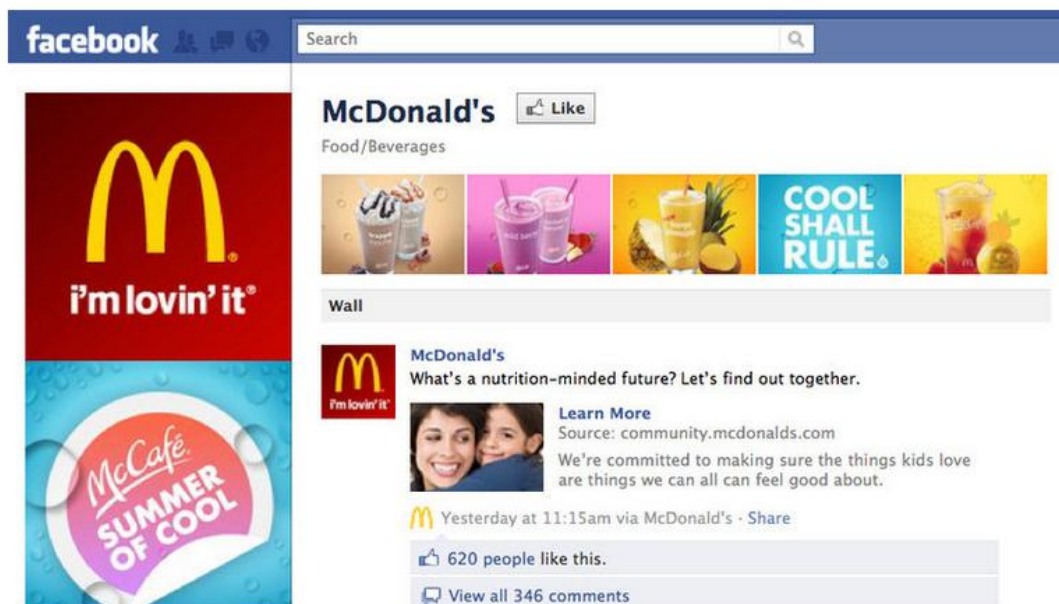 facebook
Search
McDonald's
Like
Food/Beverages
COOL
SHALL
RULE
NEW
i'm lovin' it®
Wall
McDonald's
What's a nutrition-minded future? Let's find out together.
i'm lovin' it
Learn More
Source: community.mcdonalds.com
We're committed to making sure the things kids love
are things we can all can feel good about.
Yesterday at 11:15am via McDonald's · Share
620 people like this.
View all 346 comments
McCafé.
SUMMER
OF COOL